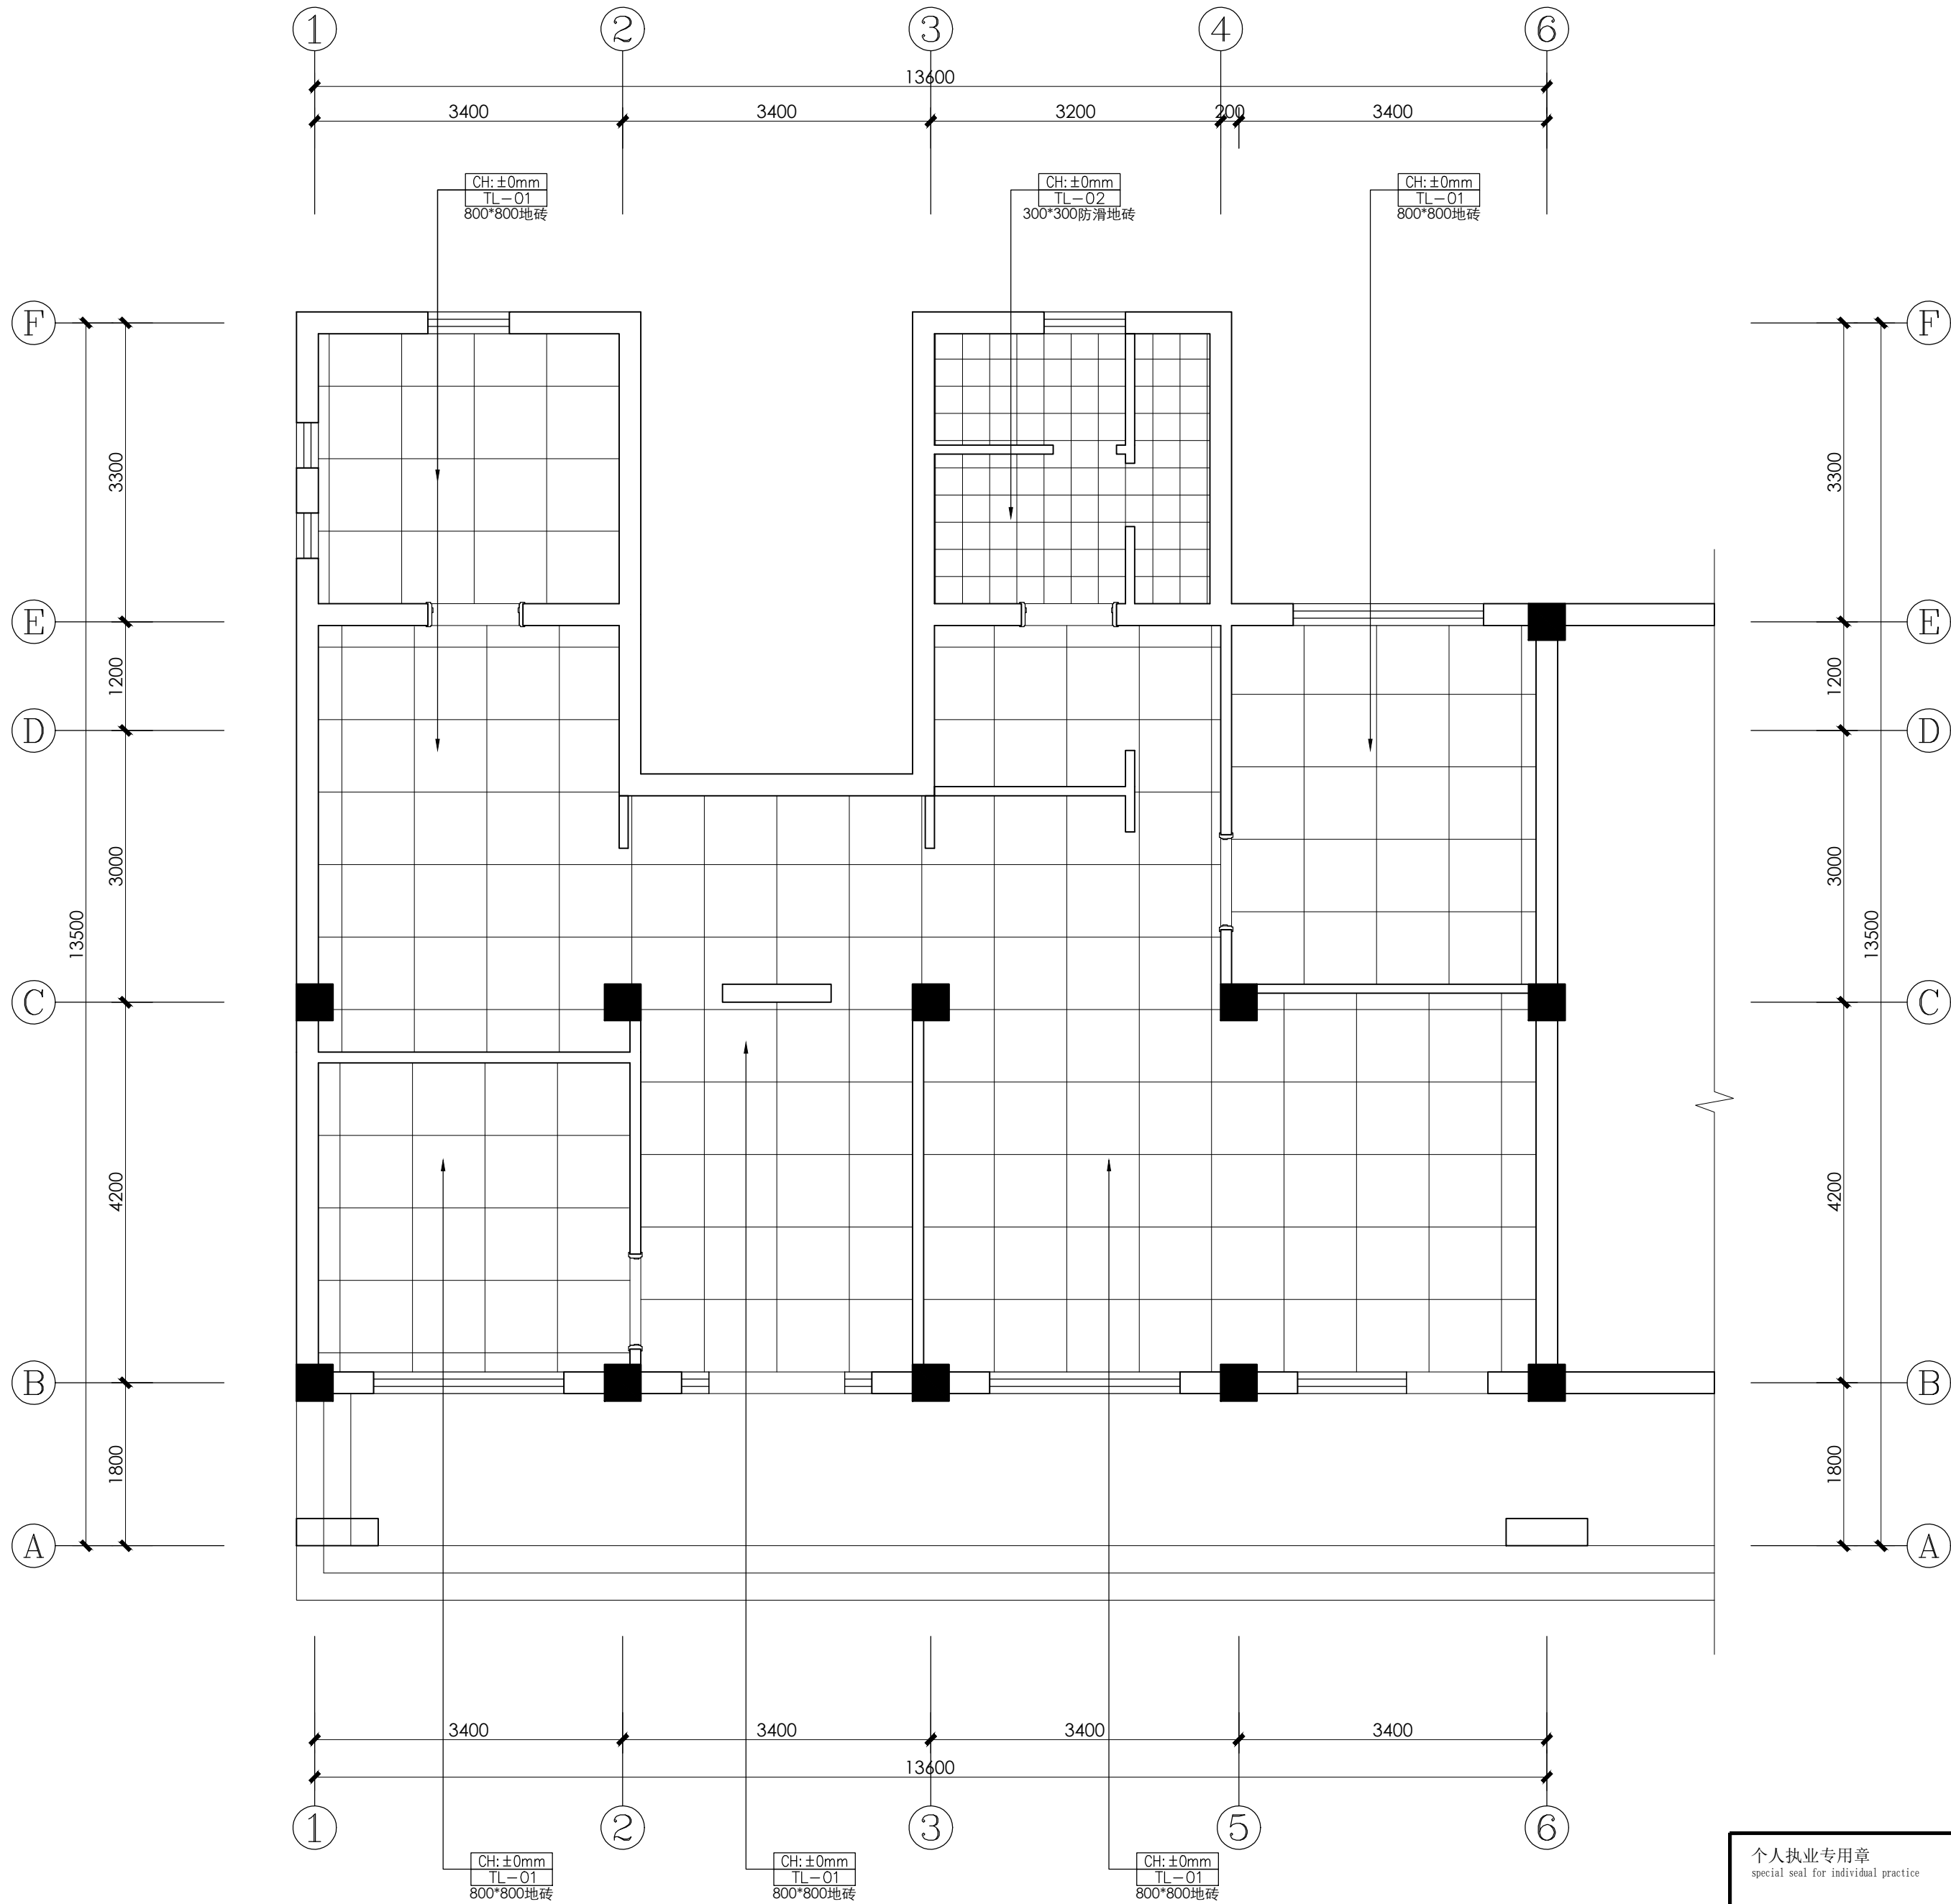 1 2 3 4 6
13600
3400 3400 3200 200 3400
CH: ±0mm
TL-01
800*800地砖
CH: ±0mm
TL-02
300*300防滑地砖
CH: ±0mm
TL-01
800*800地砖
F F
3300 3300
E E
1200 1200
D D
3000 3000
13500 13500
C C
4200 4200
B B
1800 1800
A A
3400 3400 3400 3400
13600
1 2 3 5 6
CH: ±0mm
TL-01
800*800地砖
CH: ±0mm
TL-01
800*800地砖
CH: ±0mm
TL-01
800*800地砖
个人执业专用章
special seal for individual practice